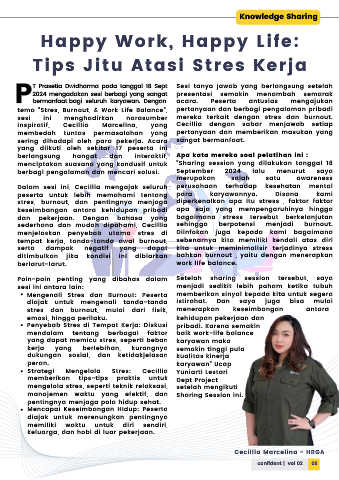 Knowledge Sharing
Happy Work, Happy Life:
Tips Jitu Atasi Stres Kerja
PT Prasetia Dwidharma pada tanggal 18 Sept
2024 mengadakan sesi berbagi yang sangat
bermanfaat bagi seluruh karyawan. Dengan
tema "Stres, Burnout, & Work Life Balance",
sesi ini menghadirkan narasumber
inspiratif, Cecillia Marcelina, yang
membedah tuntas permasalahan yang
sering dihadapi oleh para pekerja. Acara
yang diikuti oleh sekitar 17 peserta ini
berlangsung hangat dan interaktif,
menciptakan suasana yang kondusif untuk
berbagi pengalaman dan mencari solusi.
Dalam sesi ini, Cecillia mengajak seluruh
peserta untuk lebih memahami tentang
stres, burnout, dan pentingnya menjaga
keseimbangan antara kehidupan pribadi
dan pekerjaan. Dengan bahasa yang
sederhana dan mudah dipahami, Cecillia
menjelaskan penyebab utama stres di
tempat kerja, tanda-tanda awal burnout,
serta dampak negatif yang dapat
ditimbulkan jika kondisi ini dibiarkan
berlarut-larut.
Poin-poin penting yang dibahas dalam
sesi ini antara lain:
• Mengenali Stres dan Burnout: Peserta
diajak untuk mengenali tanda-tanda
stres dan burnout, mulai dari fisik,
emosi, hingga perilaku.
• Penyebab Stres di Tempat Kerja: Diskusi
mendalam tentang berbagai faktor
yang dapat memicu stres, seperti beban
kerja yang berlebihan, kurangnya
dukungan sosial, dan ketidakjelasan
peran.
• Strategi Mengelola Stres: Cecillia
memberikan tips-tips praktis untuk
mengelola stres, seperti teknik relaksasi,
manajemen waktu yang efektif, dan
pentingnya menjaga pola hidup sehat.
• Mencapai Keseimbangan Hidup: Peserta
diajak untuk merenungkan pentingnya
memiliki waktu untuk diri sendiri,
keluarga, dan hobi di luar pekerjaan.
Sesi tanya jawab yang berlangsung setelah
presentasi semakin menambah semarak
acara. Peserta antusias mengajukan
pertanyaan dan berbagi pengalaman pribadi
mereka terkait dengan stres dan burnout.
Cecillia dengan sabar menjawab setiap
pertanyaan dan memberikan masukan yang
sangat bermanfaat.
Apa kata mereka soal pelatihan ini :
"Sharing session yang dilakukan tanggal 18
September 2024 lalu menurut saya
merupakan salah satu awareness
perusahaan terhadap kesehatan mental
para karyawannya. Disana kami
diperkenalkan apa itu stress , faktor faktor
apa saja yang mempengaruhinya hingga
bagaimana stress tersebut berkelanjutan
sehingga berpotensi menjadi burnout.
Diinfokan juga kepada kami bagaimana
sebenarnya kita memiliki kendali atas diri
kita untuk meminimalisir terjadinya stress
bahkan burnout ; yaitu dengan menerapkan
work life balance.
Setelah sharing session tersebut, saya
menjadi sedikit lebih paham ketika tubuh
memberikan sinyal kepada kita untuk segera
istirahat. Dan saya juga bisa mulai
menerapkan keseimbangan antara
kehidupan pekerjaan dan
pribadi. Karena semakin
baik work-life balance
karyawan maka
semakin tinggi pula
kualitas kinerja
karyawan" Ucap
Yuniarti Lestari
Dept Project
setelah mengikuti
Sharing Session ini.
Cecillia Marcelina - HRGA
confident | vol 02
05